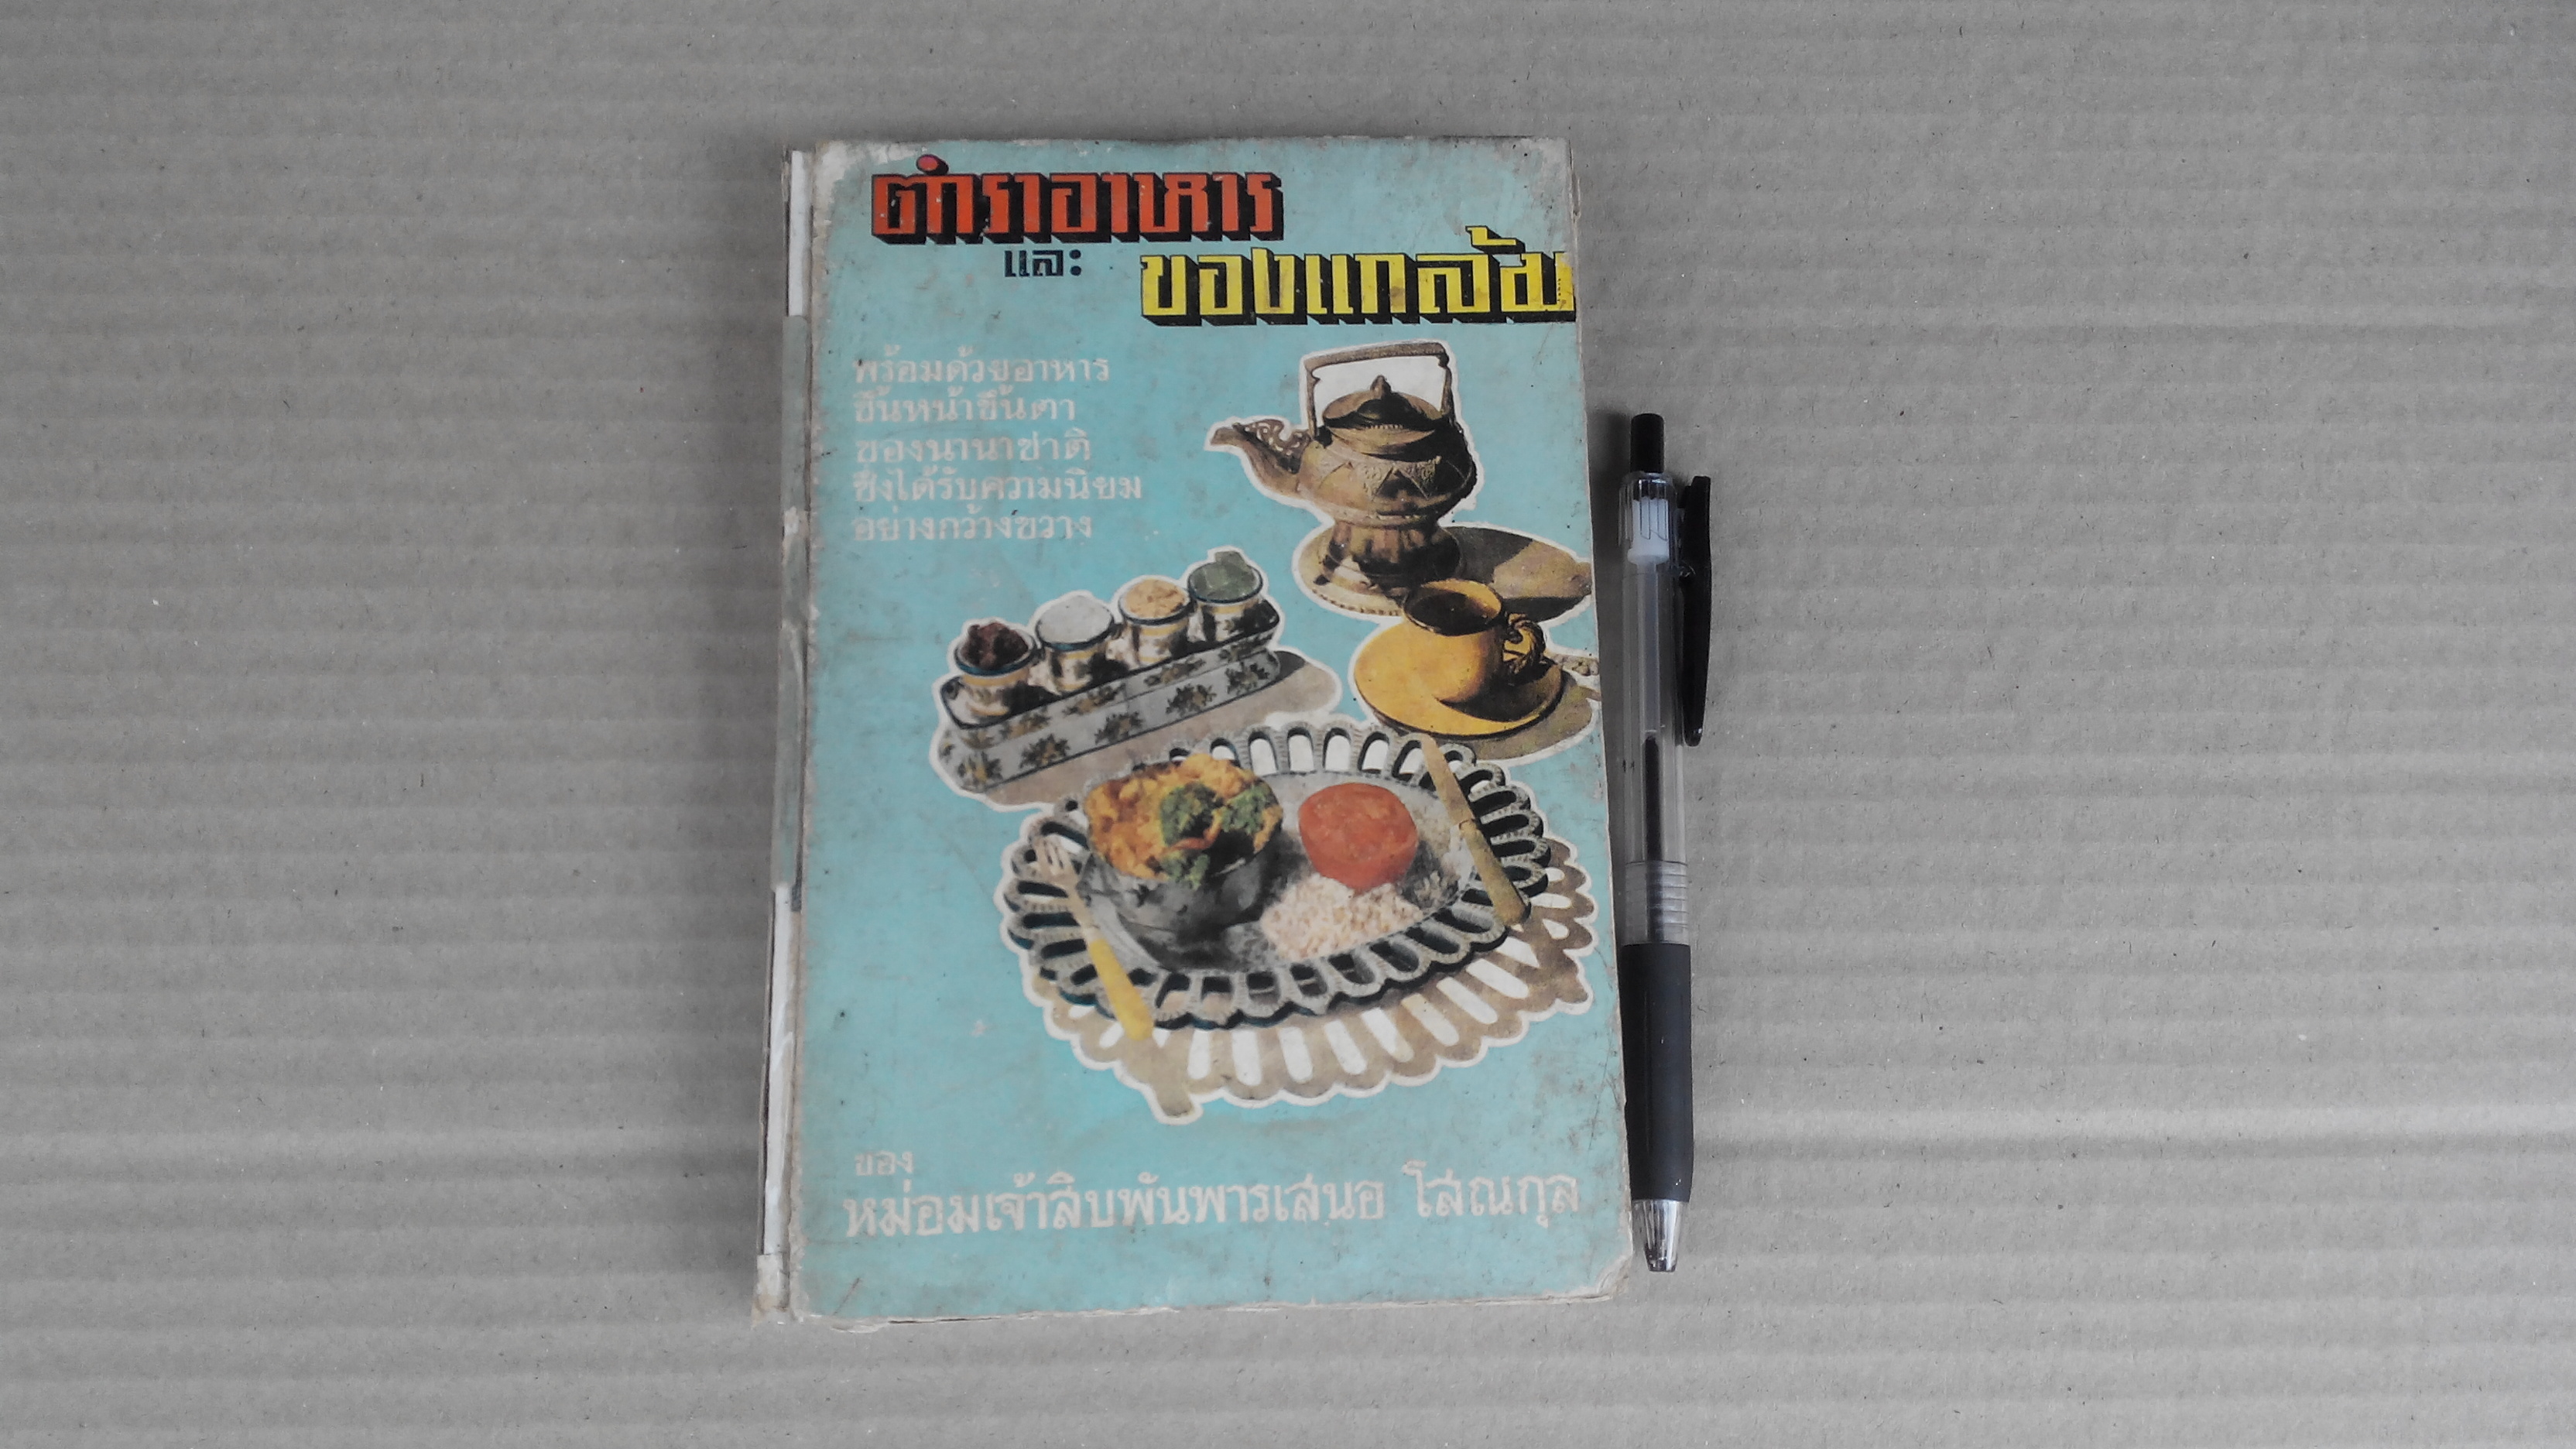 ตำราอาหาร
และ ของแกล้ม
พร้อมด้วยอาหาร
ขึ้นหน้าขึ้นตา
ของนานาชาติ
ซึ่งได้รับความนิยม
อย่างกว้างขวาง
ของ
หม่อมเจ้าสิบพันพารเสนอ โสณกุล